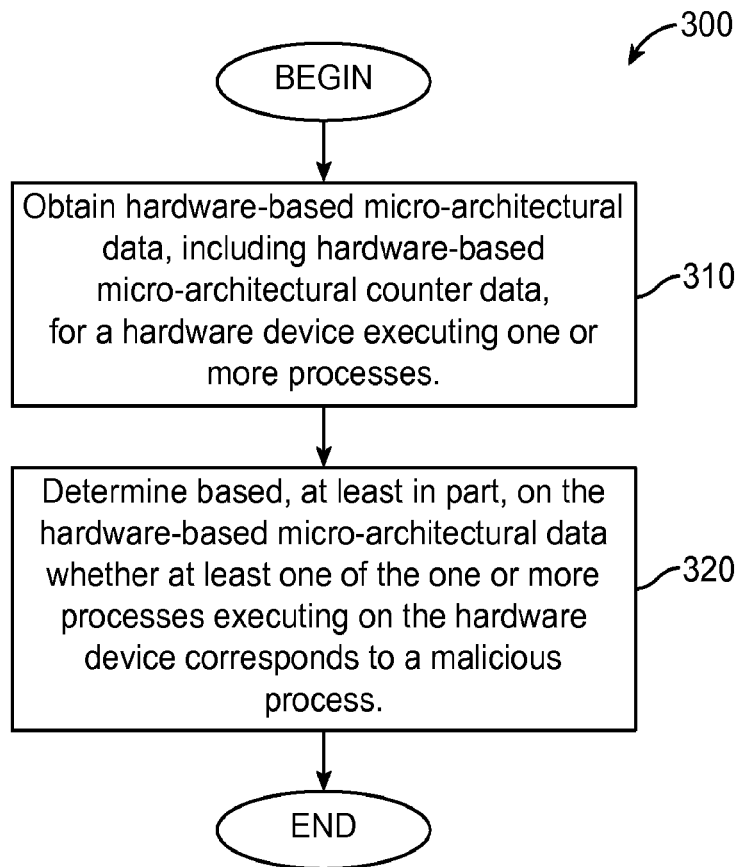 300
BEGIN
Obtain hardware-based micro-architectural
data, including hardware-based
micro-architectural counter data,
for a hardware device executing one or
more processes.
310
Determine based, at least in part, on the
hardware-based micro-architectural data
whether at least one of the one or more
processes executing on the hardware
device corresponds to a malicious
process.
320
END